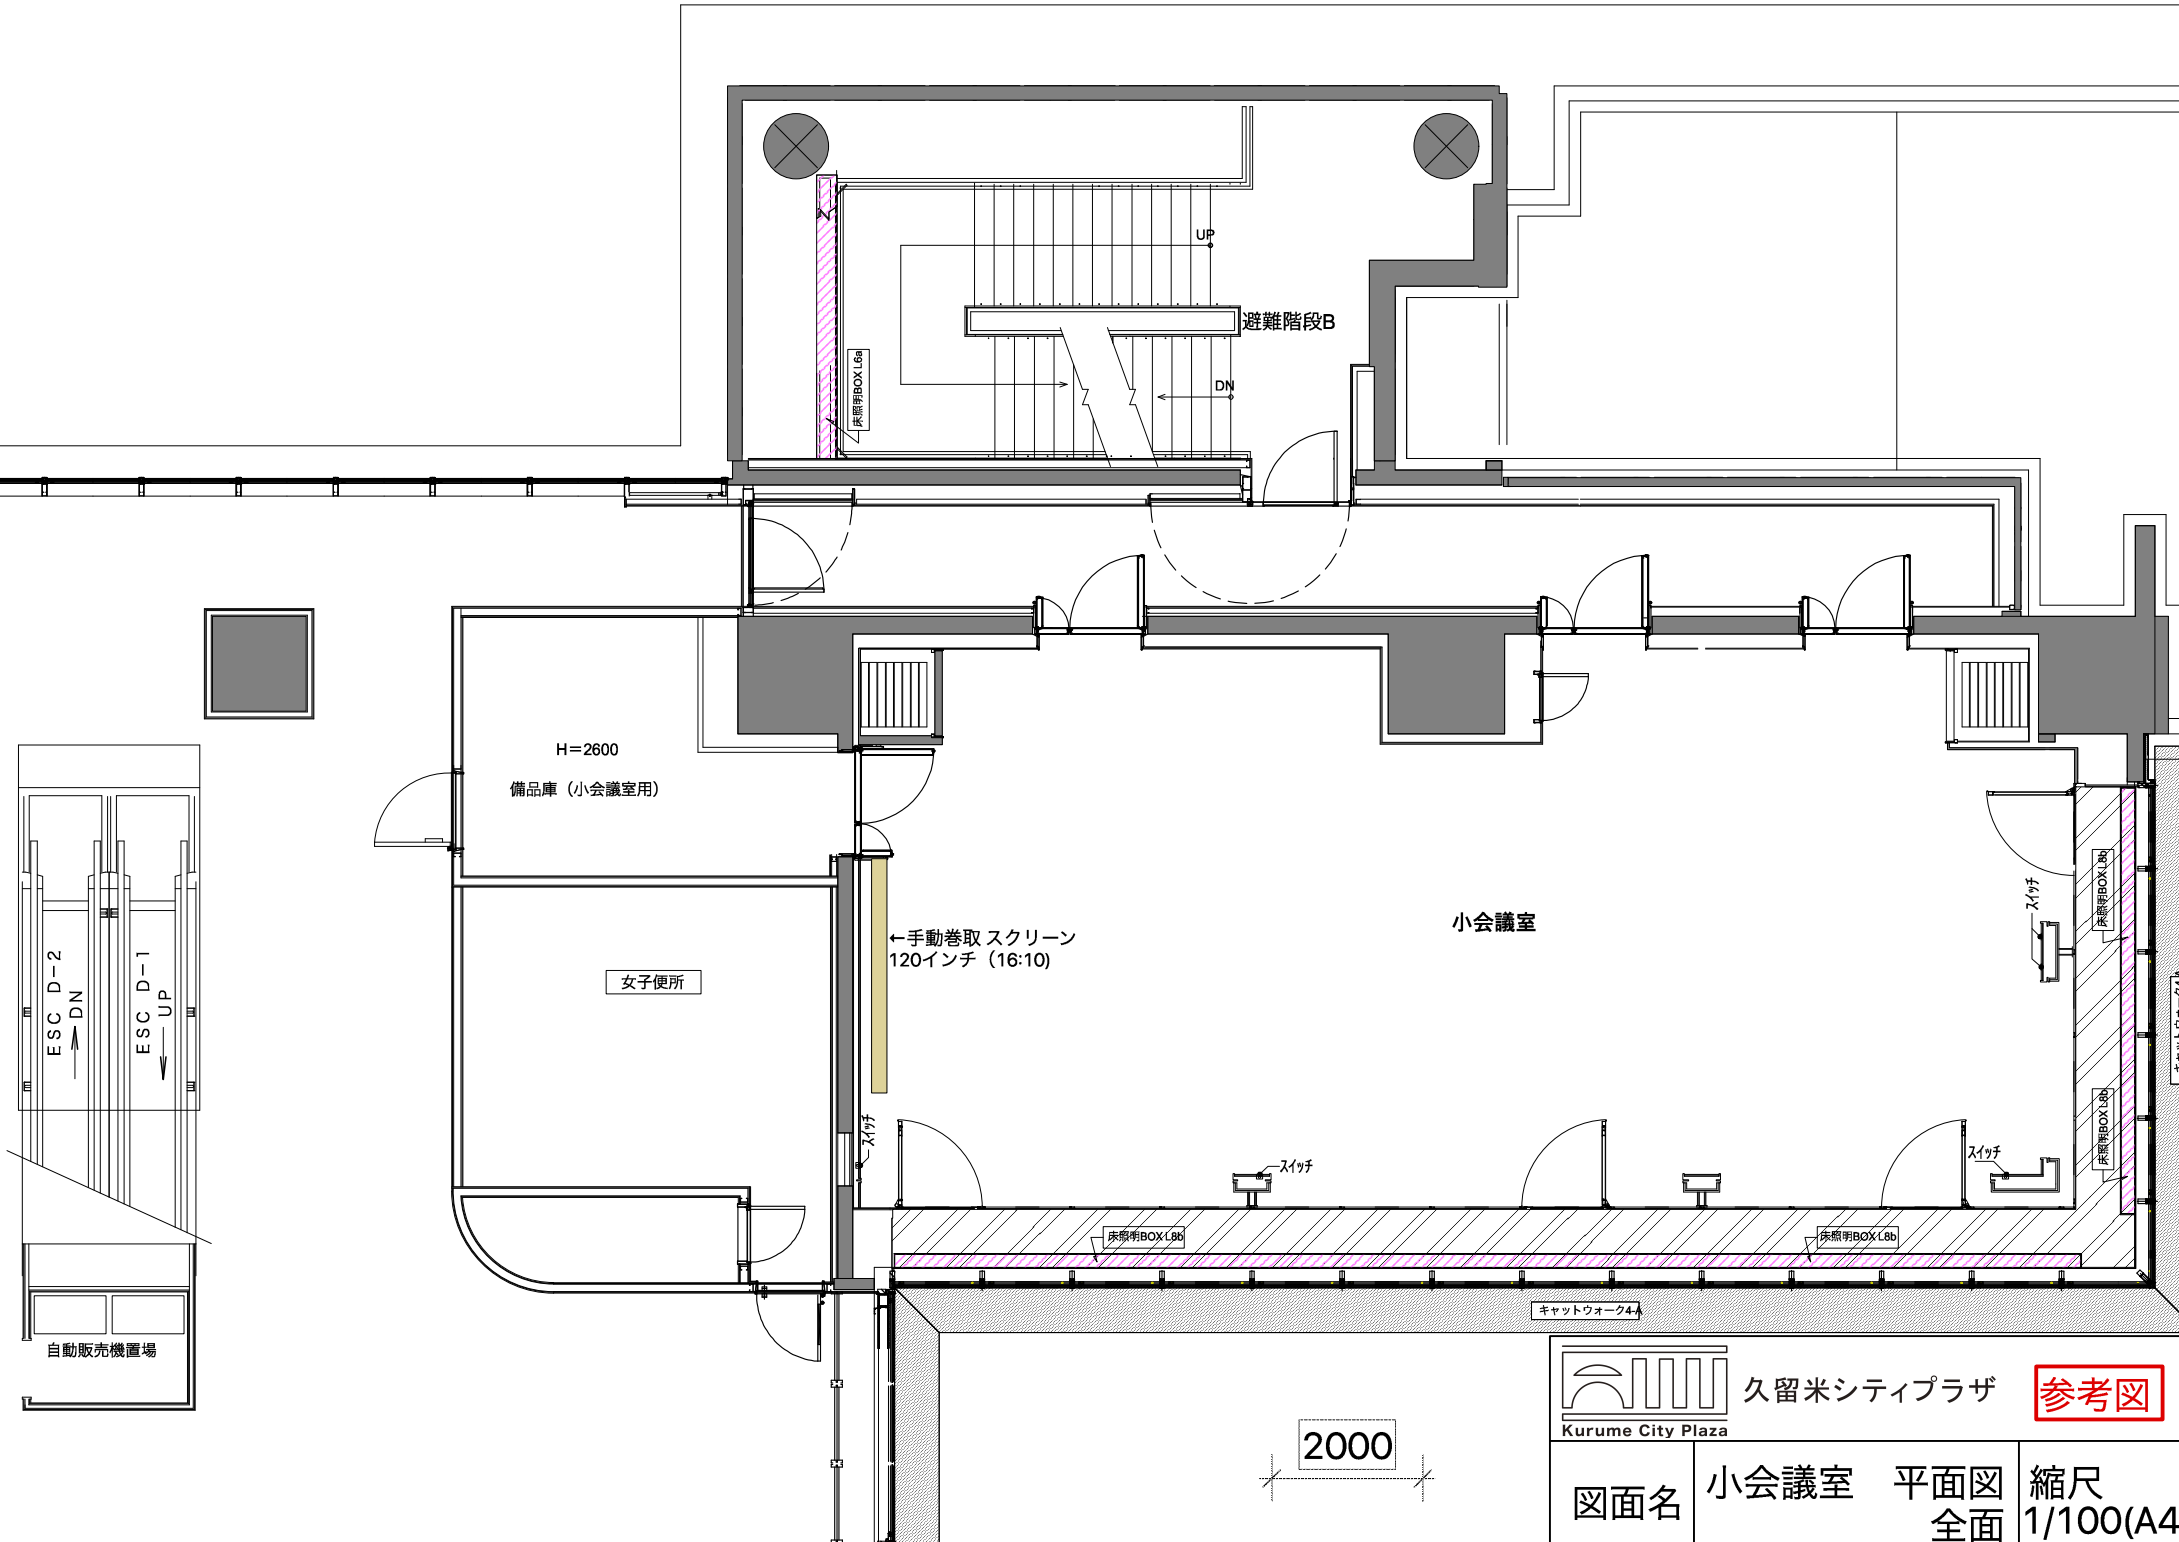 UP
避難階段B
床照明BOX L6a
DN
H＝2600
備品庫（小会議室用）
小会議室
←手動巻取 スクリーン
120インチ（16:10)
女子便所
ESC D－2
DN
ESC D－1
UP
スイッチ
床照明BOX L8b
スイッチ
床照明BOX L8b
スイッチ
スイッチ
床照明BOX L8b
床照明BOX L8b
キャットウォーク4-A
自動販売機置場
Kurume City Plaza
久留米シティプラザ
参考図
2000
図面名
小会議室 平面図
全面
縮尺
1/100(A4